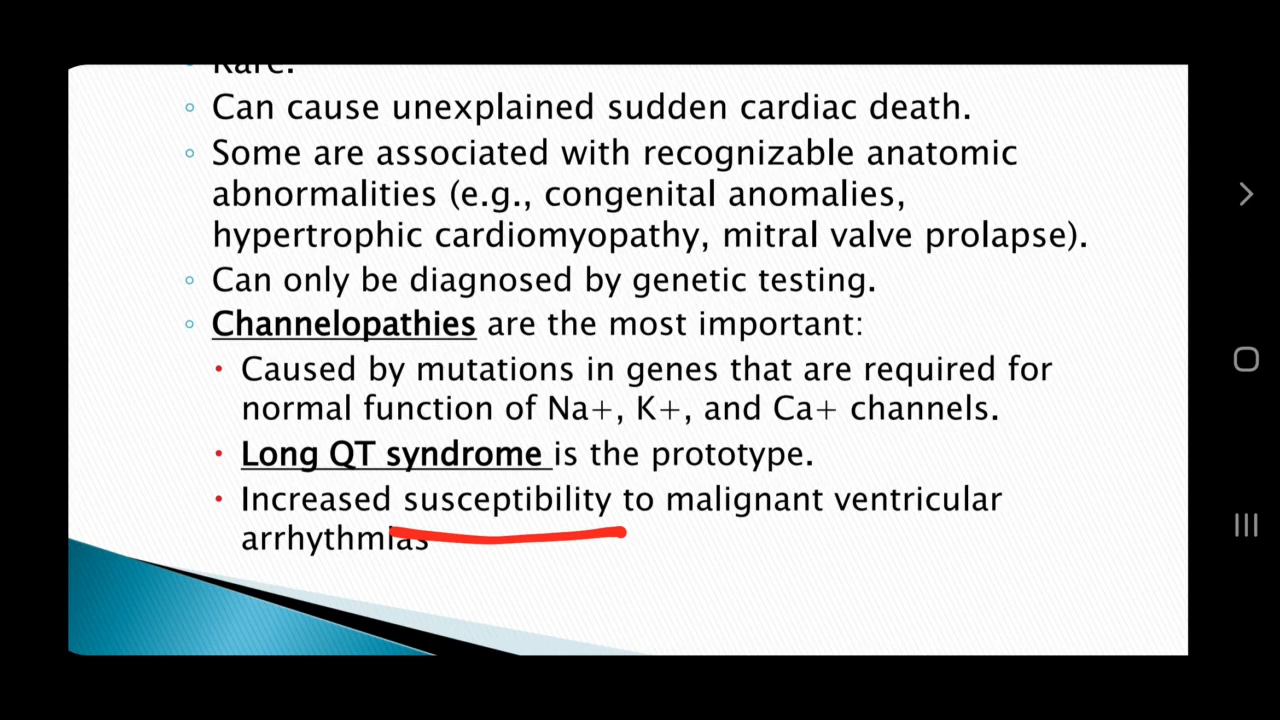 Rare.
◦ Can cause unexplained sudden cardiac death.
◦ Some are associated with recognizable anatomic
abnormalities (e.g., congenital anomalies,
hypertrophic cardiomyopathy, mitral valve prolapse).
◦ Can only be diagnosed by genetic testing.
◦ Channelopathies are the most important:
• Caused by mutations in genes that are required for
normal function of Na+, K+, and Ca+ channels.
• Long QT syndrome is the prototype.
• Increased susceptibility to malignant ventricular
arrhythmias